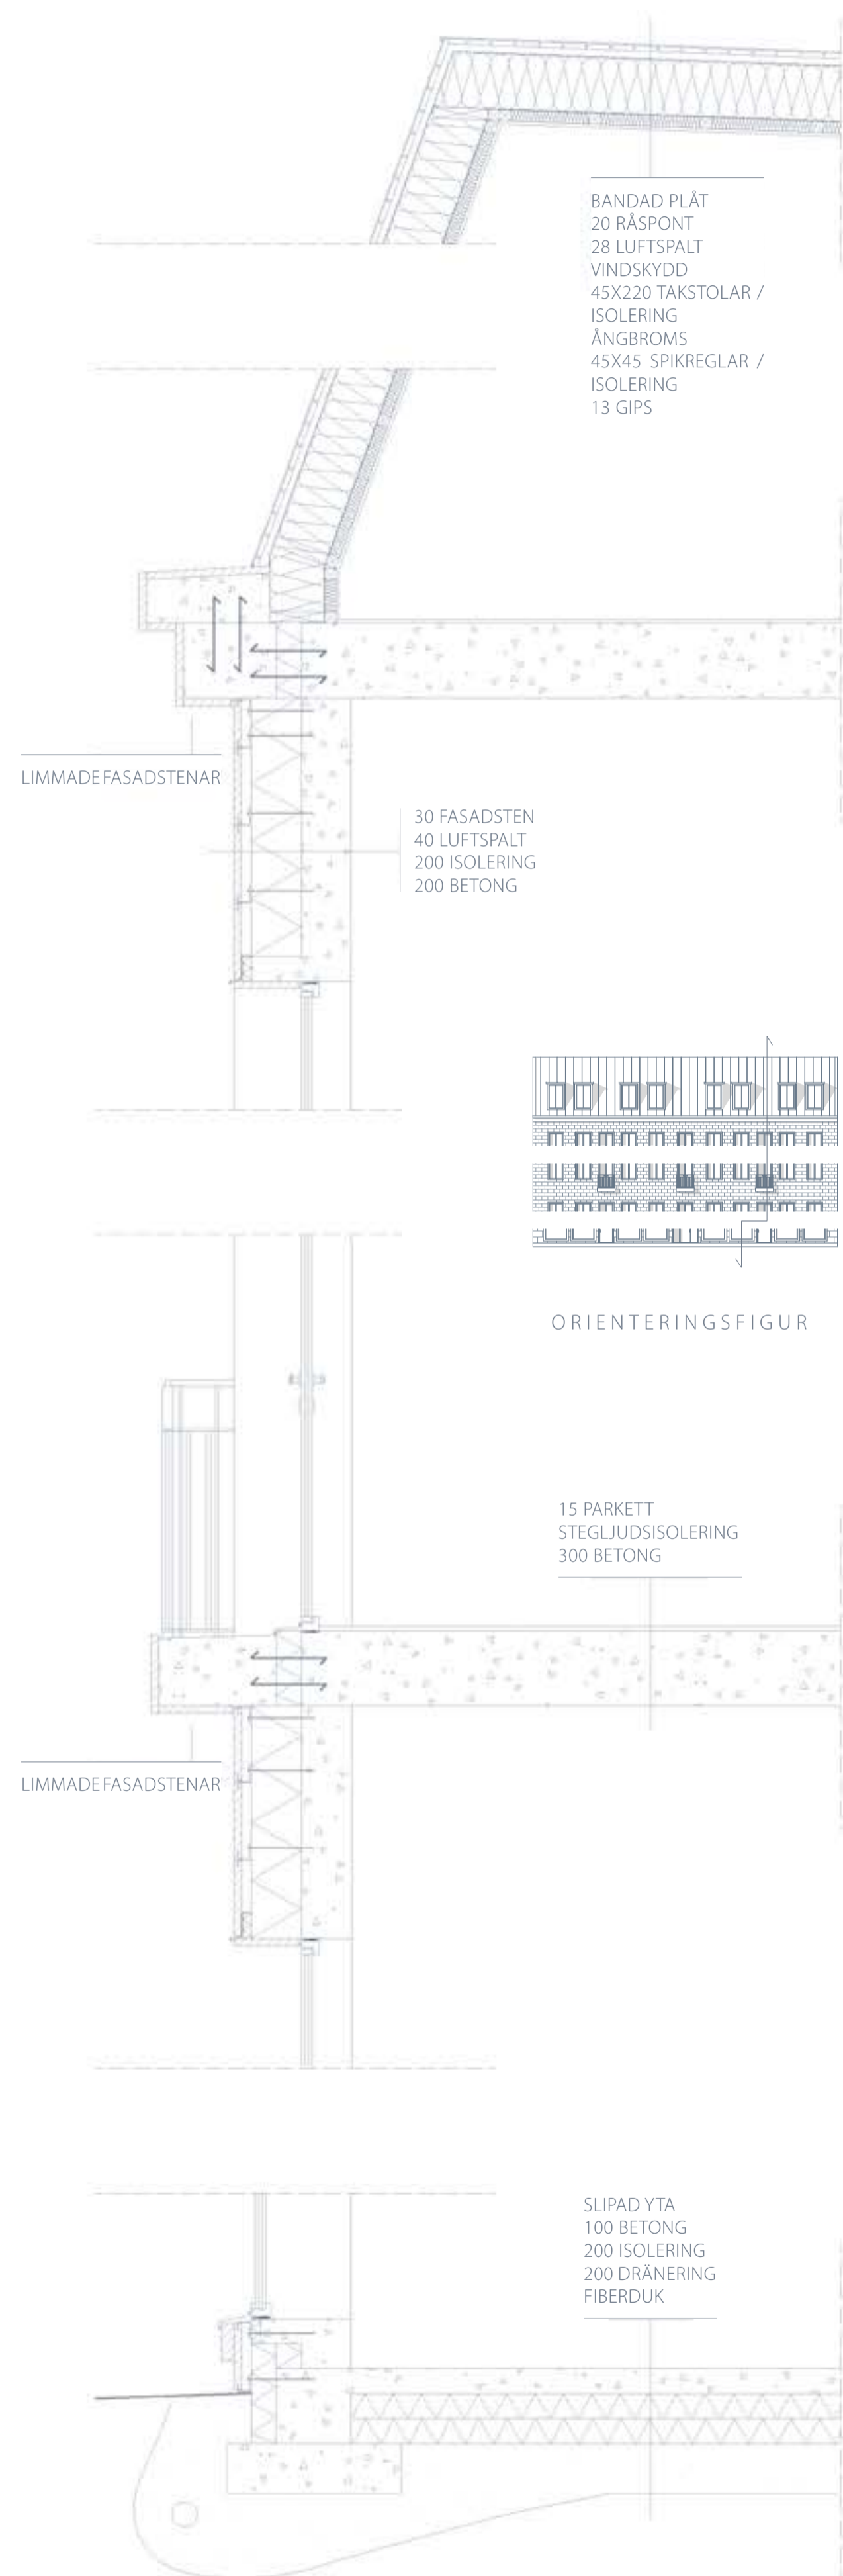 BANDAD PLÅT
20 RÅSPONT
28 LUFTSPALT
VINDSKYDD
45X220 TAKSTOLAR /
ISOLERING
ÅNGBROMS
45X45 SPIKREGLAR /
ISOLERING
13 GIPS
LIMMADE FASADSTENAR
30 FASADSTEN
40 LUFTSPALT
200 ISOLERING
200 BETONG
ORIENTERINGSFIGUR
15 PARKETT
STEGLJUDSISOLERING
300 BETONG
LIMMADE FASADSTENAR
SLIPAD YTA
100 BETONG
200 ISOLERING
200 DRÄNERING
FIBERDUK